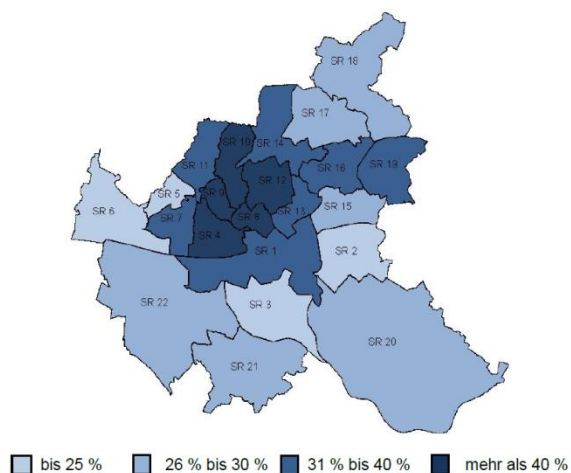 SR 18
SR 17
SR 10
SR 14
SR 11
SR 16
SR 19
SR 12
SR 5
SR 9
SR 6
SR 7
SR 8
SR 13
SR 15
SR 4
SR 1
SR 2
SR 22
SR 3
SR 20
SR 21
bis 25 % 26 % bis 30 % 31 % bis 40 % mehr als 40 %